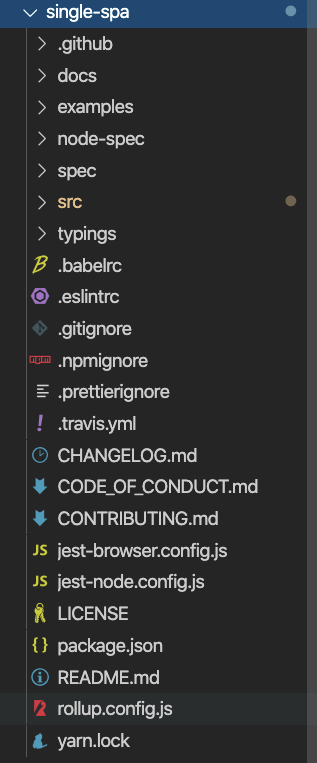 single-spa
.github
docs
examples
node-spec
spec
src
typings
.babelrc
.eslintrc
.gitignore
.npmignore
.prettierignore
.travis.yml
CHANGELOG.md
CODE_OF_CONDUCT.md
CONTRIBUTING.md
JS jest-browser.config.js
JS jest-node.config.js
LICENSE
{} package.json
README.md
rollup.config.js
yarn.lock